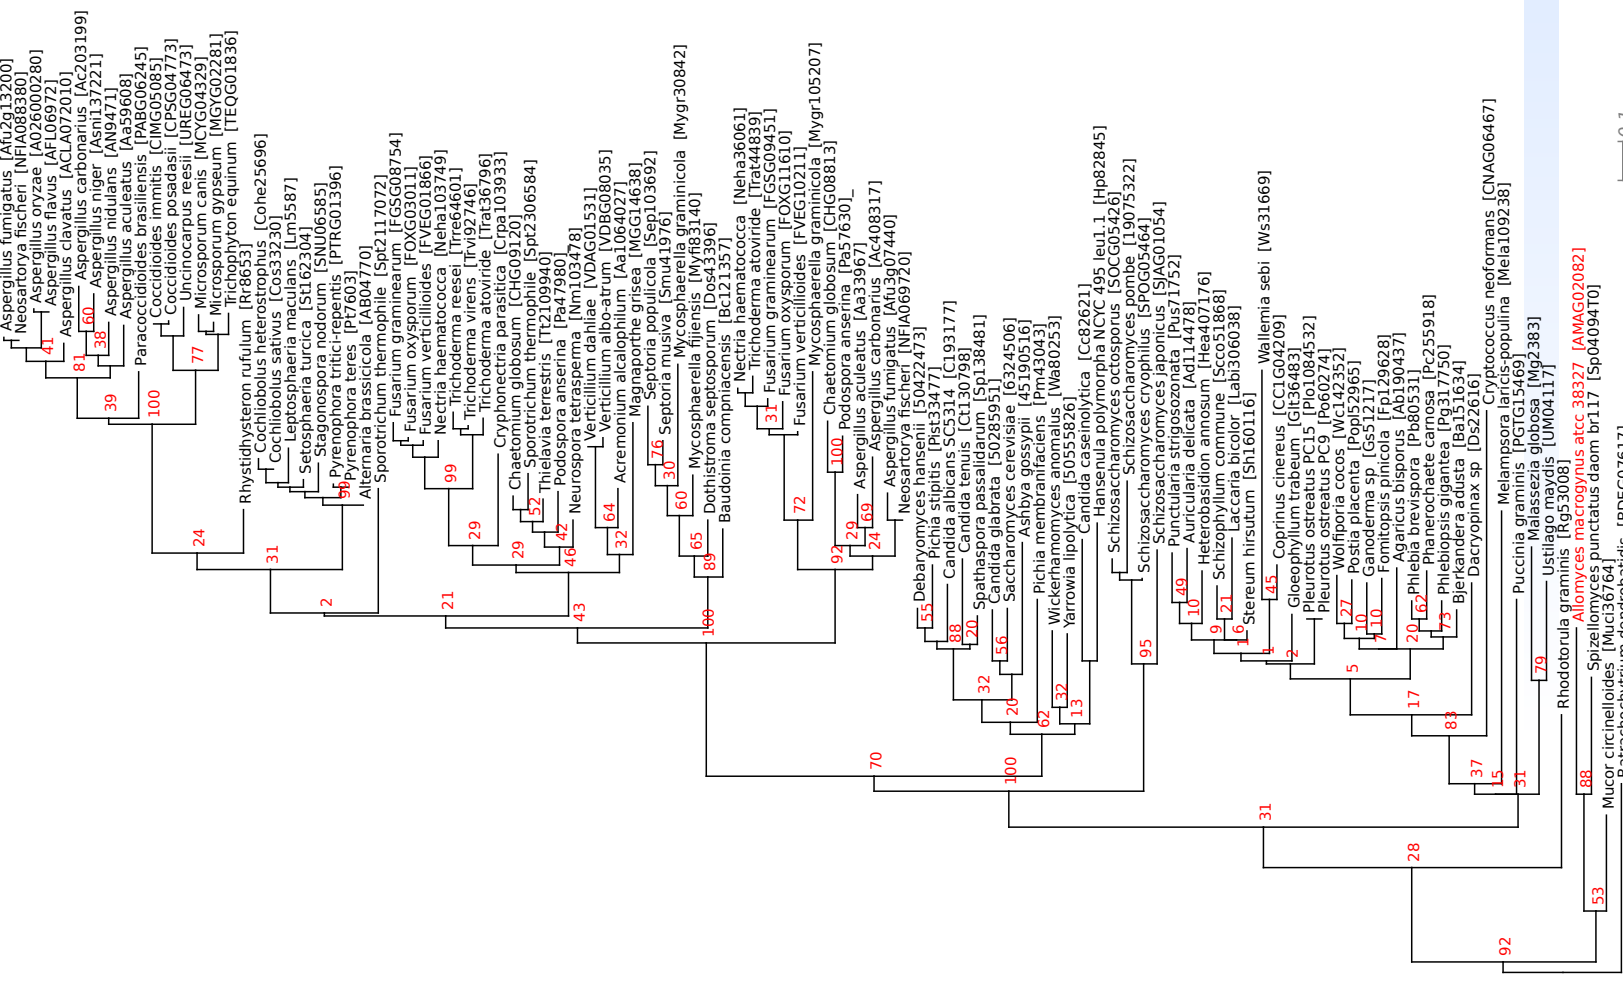 Aspergillus fumigatus [Afu2g13200]
Neosartorya fischeri [NFIA088380]
Aspergillus oryzae [A026000280]
Aspergillus flavus [AFL06972]
Aspergillus clavatus [ACLA072010]
Aspergillus carbonarius [Ac203199]
Aspergillus niger [Asni137221]
Aspergillus nidulans [AN9471]
Aspergillus aculeatus [Aa59608]
Paracoccidioides brasiliensis [PABG06245]
Coccidioides immitis [CIMG05085]
Coccidioides posadasii [CPSG04773]
Uncinocarpus reesii [UREG06473]
Microsporum canis [MCYG04329]
Microsporum gypseum [MGYG02281]
Trichophyton equinum [TEQG01836]
Rhystidhysteron rufulum [Rr8653]
Cochliobolus heterostrophus [Cohe25696]
Cochliobolus sativus [Cos33230]
Leptosphaeria maculans [Lm5587]
Setosphaeria turcica [St162304]
Stagonospora nodorum [SNU06585]
Pyrenophora tritici-repentis [PTRG01396]
Pyrenophora teres [Pt7603]
Alternaria brassicicola [AB04770]
Sporotrichum thermophile [Spt2117072]
Fusarium graminearum [FGSG08754]
Fusarium oxysporum [FOXG03011]
Fusarium verticillioides [FVEG01866]
Nectria haematococca [Neha103749]
Trichoderma reesei [Trre64601]
Trichoderma virens [Trvi92746]
Trichoderma atroviride [Trat36796]
Cryphonectria parasitica [Crpa103933]
Chaetomium globosum [CHG09120]
Sporotrichum thermophile [Spt2306584]
Thielavia terrestris [Tt2109940]
Podospora anserina [Pa47980]
Neurospora tetrasperma [Nm103478]
Verticillium dahliae [VDAG01531]
Verticillium albo-atrum [VDBG08035]
Acremonium alcalophilum [Aa1064027]
Magnaporthe grisea [MGG14638]
Septoria populicola [Sep103692]
Septoria musiva [Smu41976]
Mycosphaerella graminicola [Mygr30842]
Mycosphaerella fijiensis [Myfi83140]
Dothistroma septosporum [Dos43396]
Baudoinia compniacensis [Bc121357]
Nectria haematococca [Neha36061]
Trichoderma atoviride [Trat44839]
Fusarium graminearum [FGSG09451]
Fusarium oxysporum [FOXG11610]
Fusarium verticillioides [FVEG10211]
Mycosphaerella graminicola [Mygr105207]
Chaetomium globosum [CHG08813]
Podospora anserina [Pa57630]_
Aspergillus aculeatus [Aa33967]
Aspergillus carbonarius [Ac408317]
Aspergillus fumigatus [Afu3g07440]
Neosartorya fischeri [NFIA069720]
Debaryomyces hansenii [50422473]
Pichia stipitis [Pist33477]
Candida albicans SC5314 [C193177]
Candida tenuis [Ct130798]
Spathaspora passalidarum [Sp138481]
Candida glabrata [50285951]
Saccharomyces cerevisiae [6324506]
Ashbya gossypii [45190516]
Pichia membranifaciens [Pm43043]
Wickerhamomyces anomalus [Wa80253]
Yarrowia lipolytica [50555826]
Candida caseinolytica [Cc82621]
Hansenula polymorpha NCYC 495 leu1.1 [Hp82845]
Schizosaccharomyces octosporus [SOCG05426]
Schizosaccharomyces pombe [19075322]
Schizosaccharomyces cryophilus [SPOG05464]
Schizosaccharomyces japonicus [SJAG01054]
Punctularia strigosozonata [Pus71752]
Auricularia delicata [Ad114478]
Heterobasidion annosum [Hea407176]
Schizophyllum commune [Scco51868]
Laccaria bicolor [Labi306038]
Stereum hirsutum [Sh160116]
Wallemia sebi [Ws31669]
Coprinus cinereus [CC1G04209]
Gloeophyllum trabeum [Glt36483]
Pleurotus ostreatus PC15 [Plo1084532]
Pleurotus ostreatus PC9 [Po60274]
Wolfiporia cocos [Wc142352]
Postia placenta [Popl52965]
Ganoderma sp [Gs51217]
Fomitopsis pinicola [Fp129628]
Agaricus bisporus [Ab190437]
Phlebia brevispora [Pb80531]
Phanerochaete carnosa [Pc255918]
Phlebiopsis gigantea [Pg317750]
Bjerkandera adusta [Ba151634]
Dacryopinax sp [Ds22616]
Cryptococcus neoformans [CNAG06467]
Melampsora laricis-populina [Mela109238]
Puccinia graminis [PGTG15469]
Malassezia globosa [Mg2383]
Ustilago maydis [UM04117]
Rhodotorula graminis [Rg53008]
Allomyces macrogynus atcc 38327 [AMAG02082]
Spizellomyces punctatus daom br117 [Sp04094T0]
Mucor circinelloides [Muci36764]
41
81
60
38
39
100
77
24
99
31
2
99
29
52
29
42
46
64
32
21
43
76
30
60
65
89
100
31
72
100
29
69
24
92
55
88
20
56
32
20
62
32
13
70
100
95
49
10
9
21
6
1
45
1
2
27
10
10
7
20
62
73
5
17
83
37
15
31
79
31
28
88
53
92